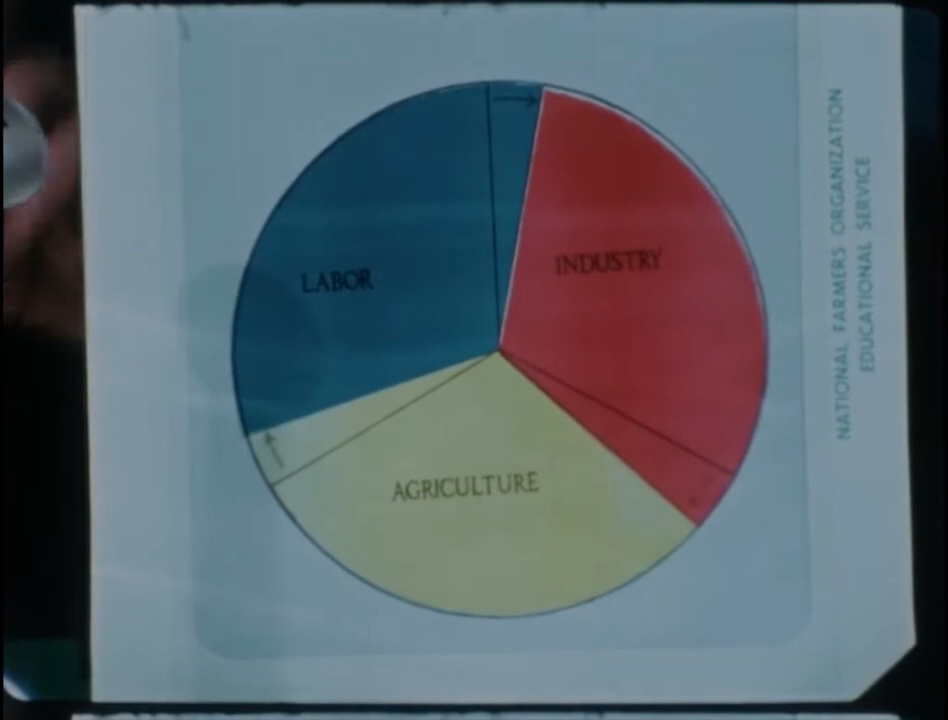 LABOR
INDUSTRY
AGRICULTURE
NATIONAL FARMERS ORGANIZATION
EDUCATIONAL SERVICE